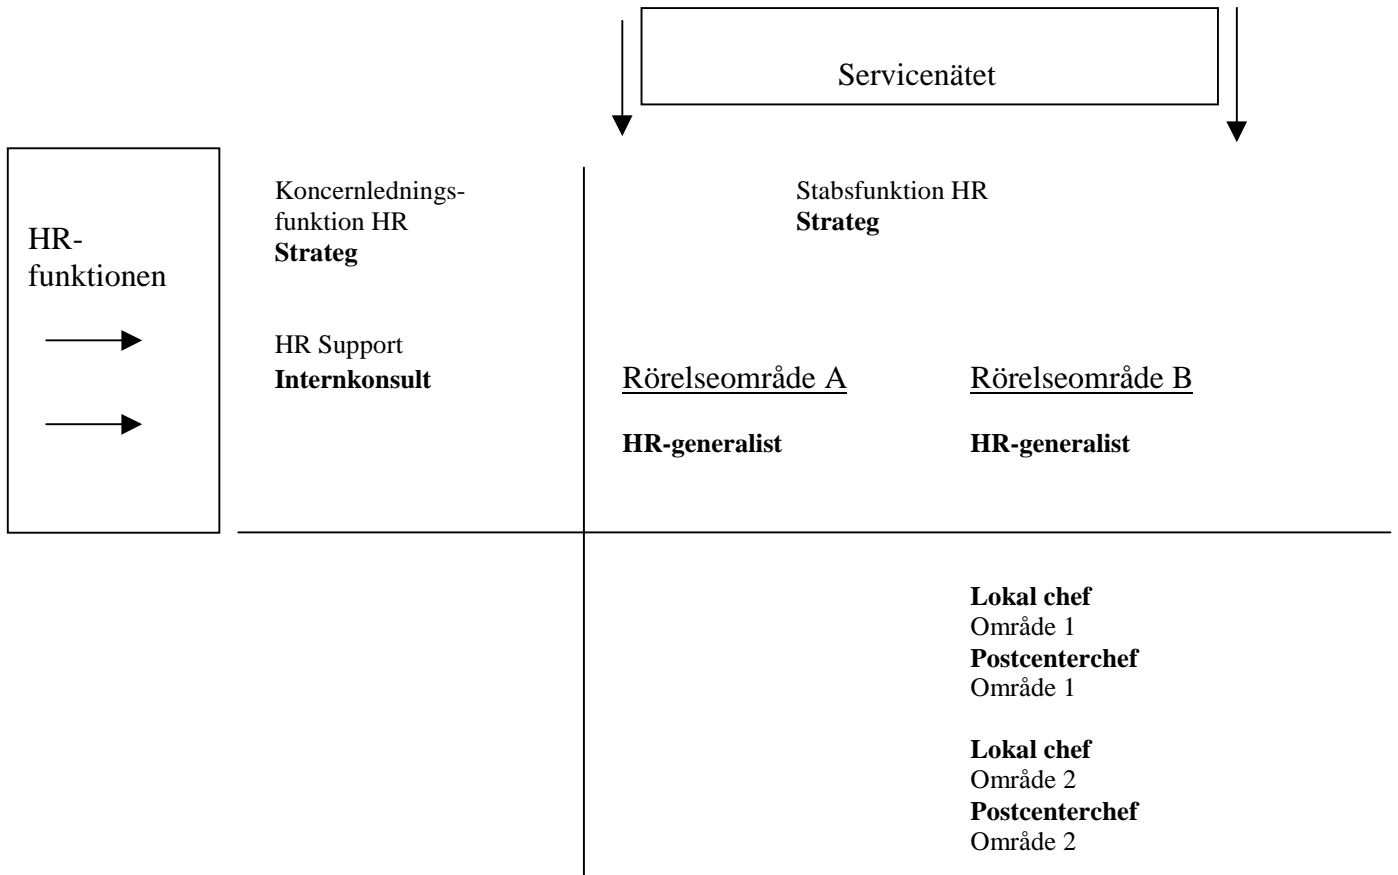 Servicenätet
HR-
funktionen
Koncernlednings-
funktion HR
Strateg
HR Support
Internkonsult
Stabsfunktion HR
Strateg
Rörelseområde A
HR-generalist
Rörelseområde B
HR-generalist
Lokal chef
Område 1
Postcenterchef
Område 1
Lokal chef
Område 2
Postcenterchef
Område 2